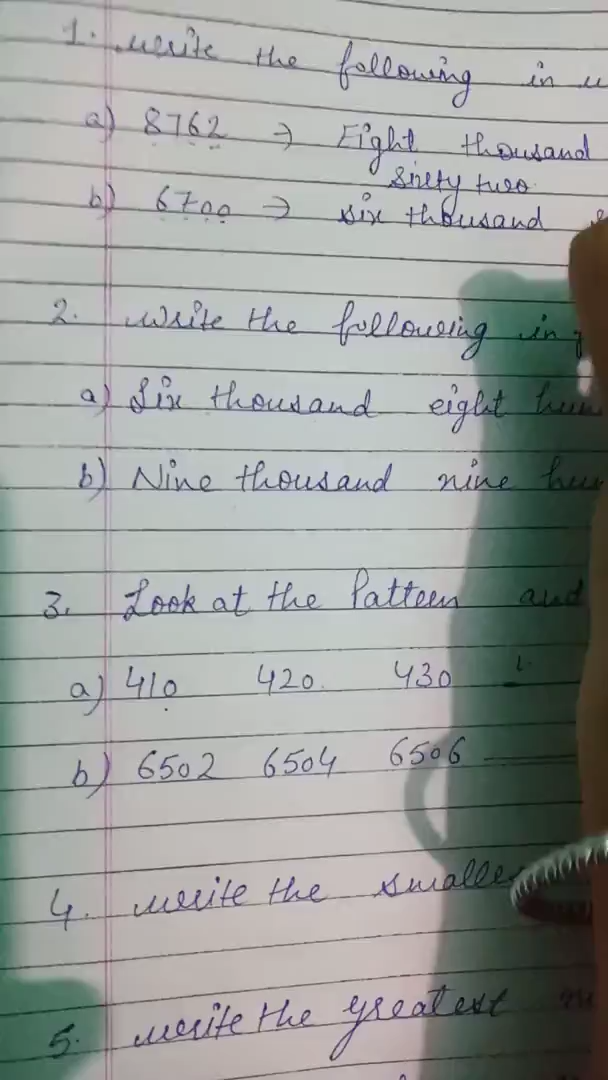 1. write the following in
a) 8762 → Eight thousand
sixty two
b) 6700 → six thousand
2. Write the following in
a) Six thousand eight
b) Nine thousand nine
3. Look at the Pattern and
a) 410 420 430
b) 6502 6504 6506
4. write the
5. write the greatest